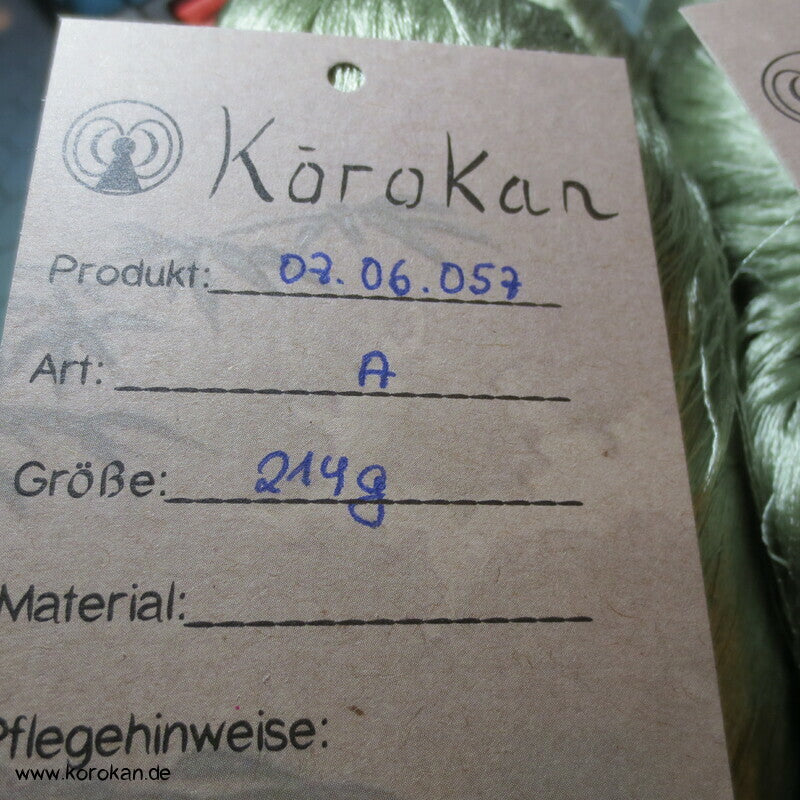 Kōrokan
Produkt: 07.06.057
Art: A
Größe: 214g
Material:
Pflegehinweise:
www.korokan.de